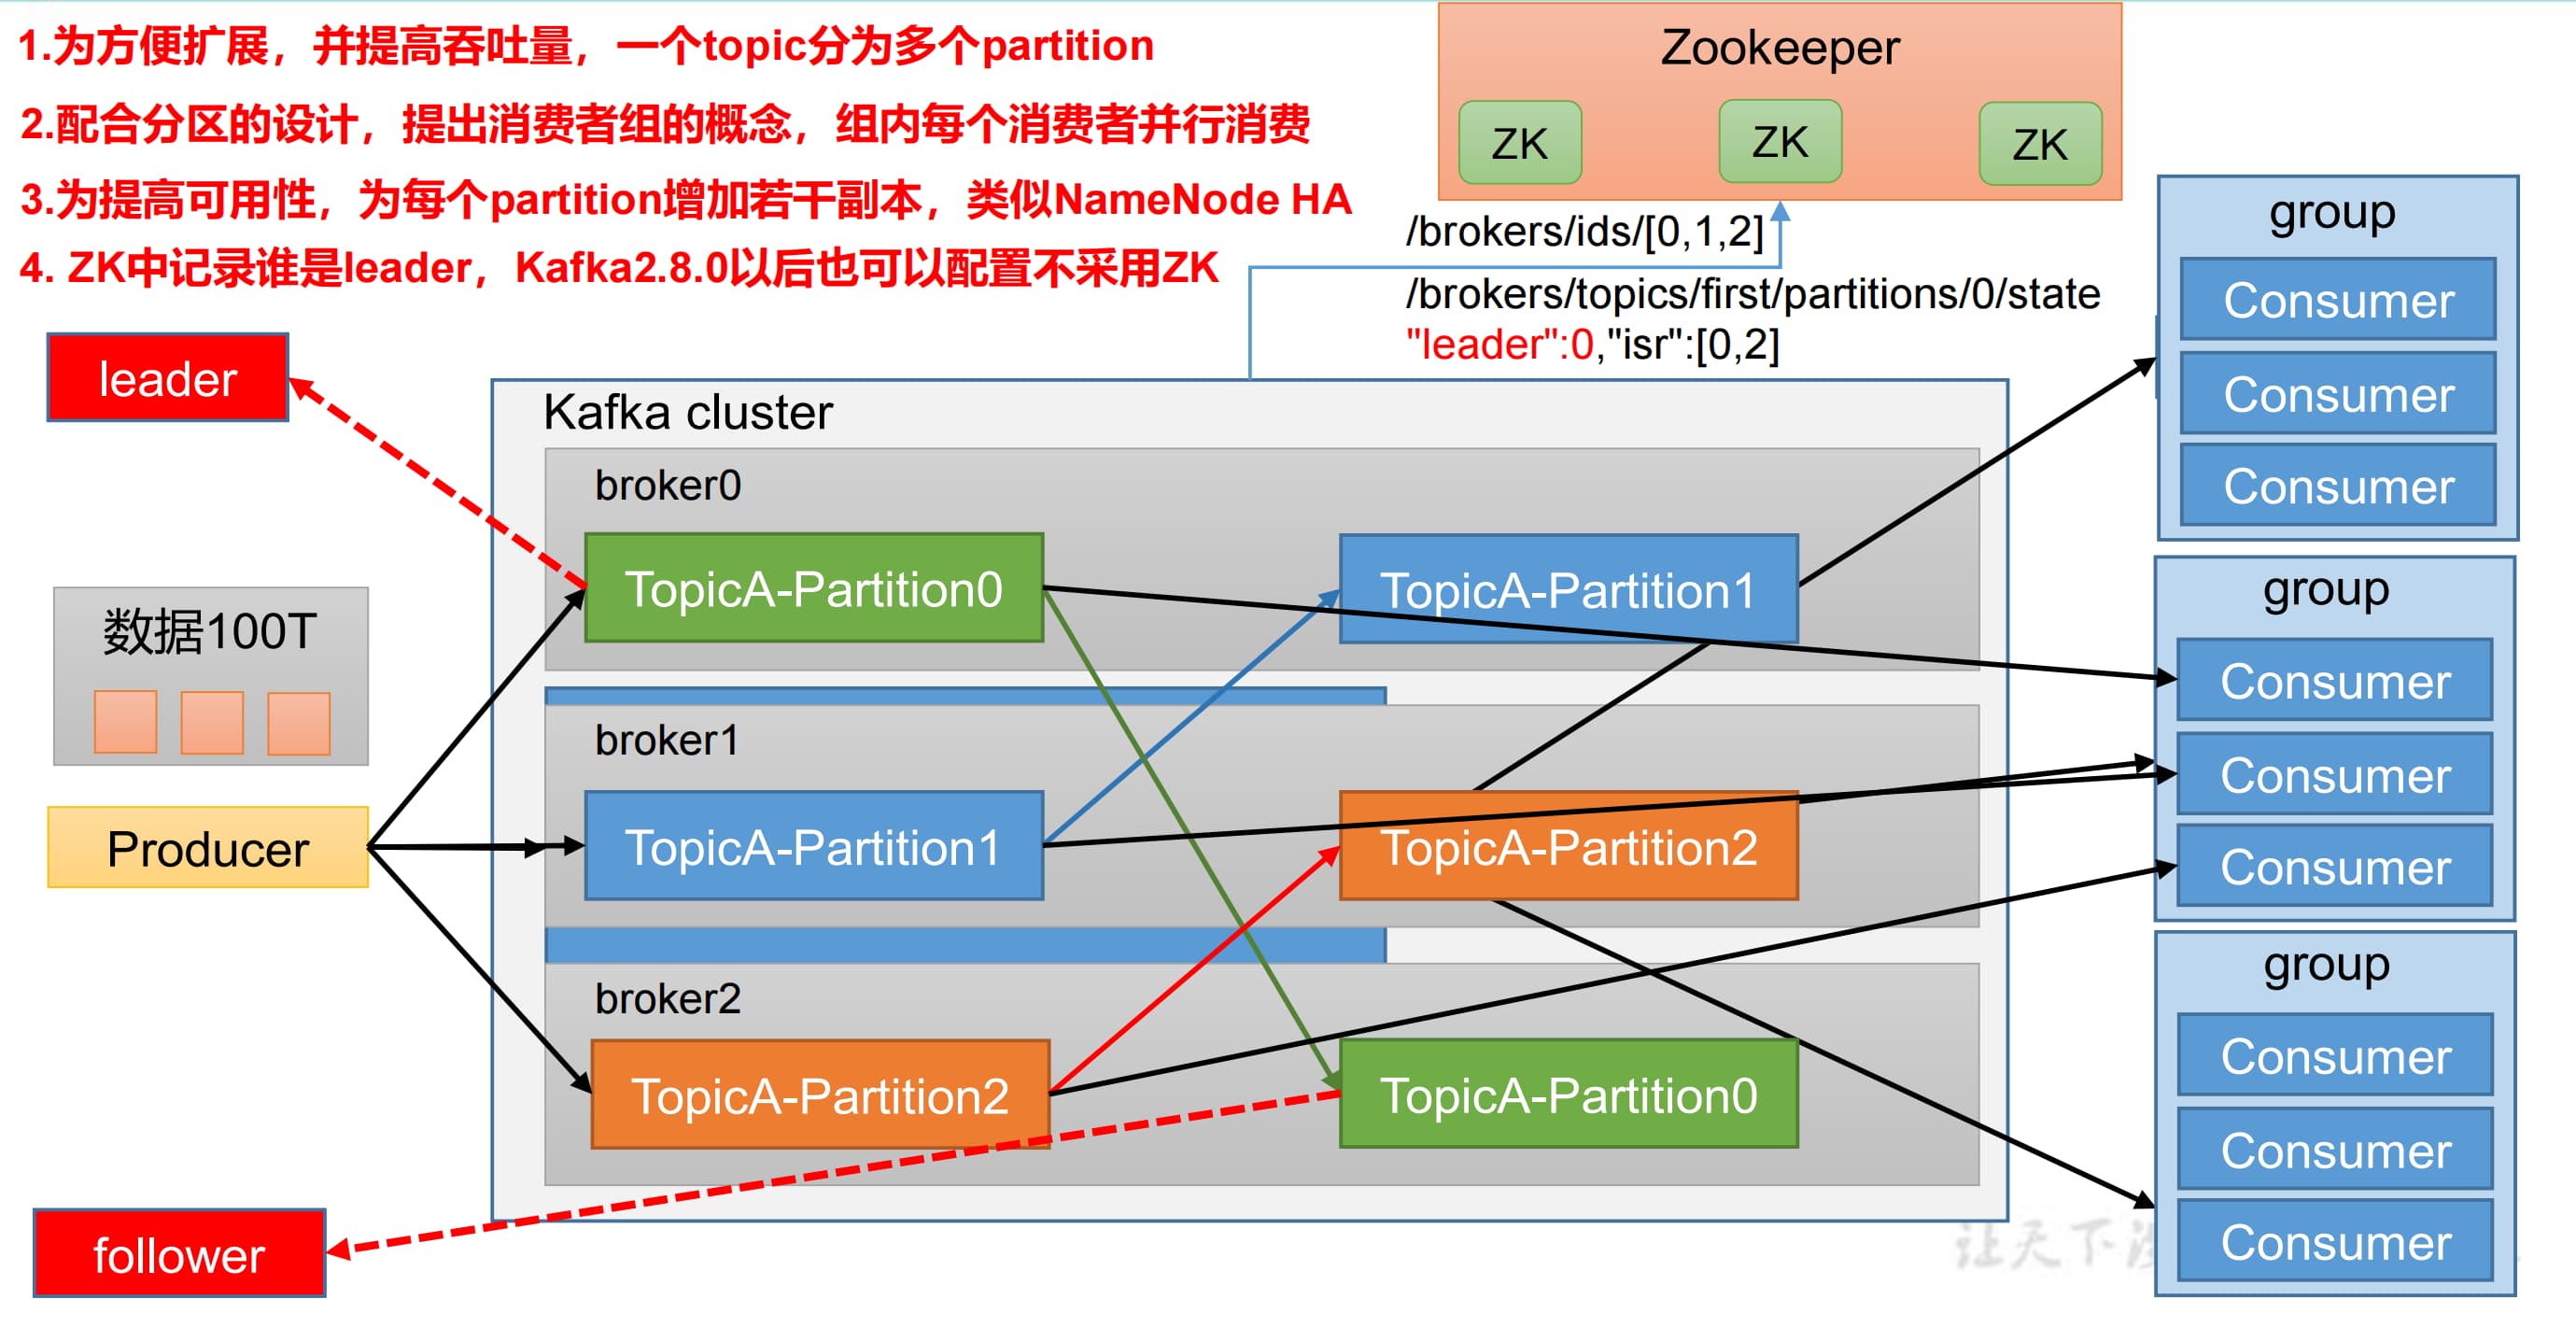 1.为方便扩展，并提高吞吐量，一个topic分为多个partition
2.配合分区的设计，提出消费者组的概念，组内每个消费者并行消费
3.为提高可用性，为每个partition增加若干副本，类似NameNode HA
4. ZK中记录谁是leader，Kafka2.8.0以后也可以配置不采用ZK
Zookeeper
ZK
ZK
ZK
/brokers/ids/[0,1,2]
/brokers/topics/first/partitions/0/state
"leader":0,"isr":[0,2]
leader
数据100T
Producer
follower
Kafka cluster
broker0
TopicA-Partition0
TopicA-Partition1
broker1
TopicA-Partition1
TopicA-Partition2
broker2
TopicA-Partition2
TopicA-Partition0
group
Consumer
Consumer
Consumer
group
Consumer
Consumer
Consumer
group
Consumer
Consumer
Consumer
让天下